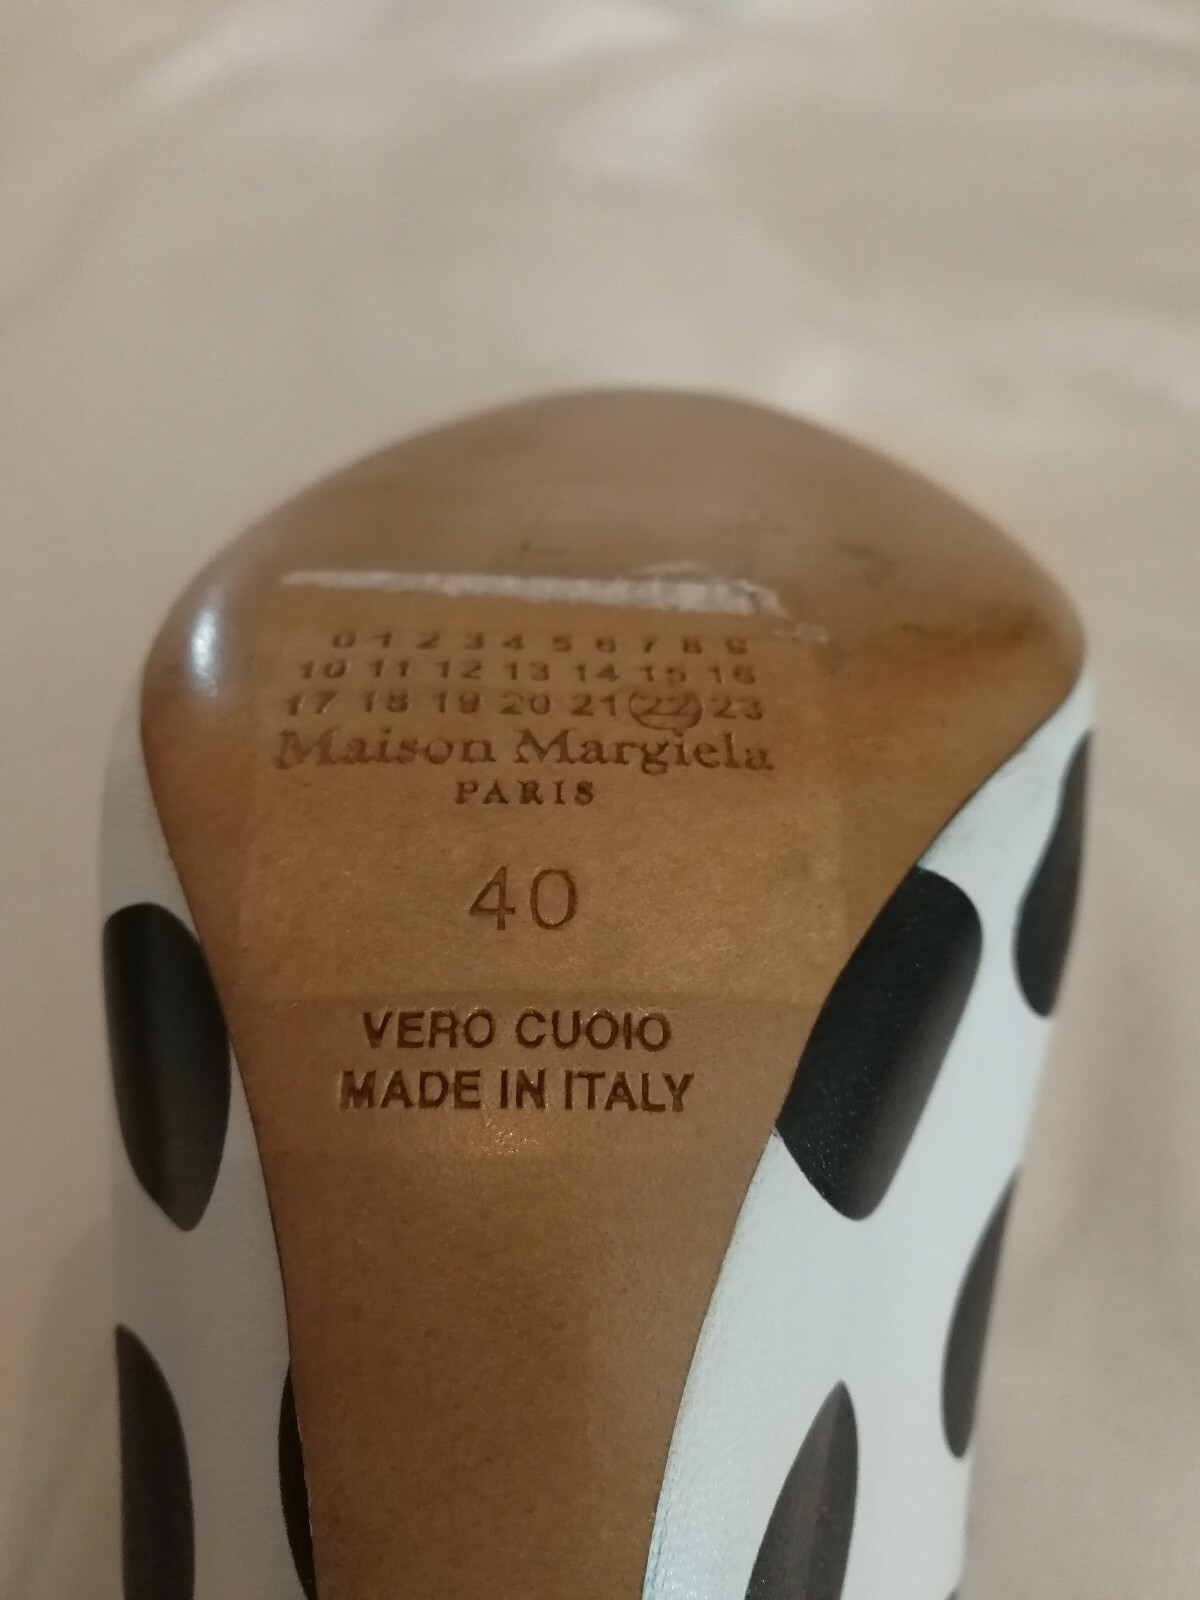 0 1 2 3 4 5 6 7 8 9
10 11 12 13 14 15 16
17 18 19 20 21 22 23
Maison Margiela
PARIS
40
VERO CUOIO
MADE IN ITALY